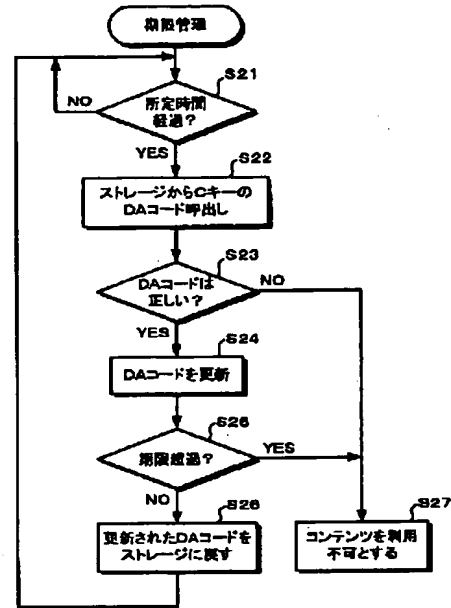 期限管理
S21
NO
所定時間
経過?
YES
S22
ストレージからCキーの
DAコード呼出し
S23
DAコードは
正しい?
NO
YES
S24
DAコードを更新
S26
期限超過?
YES
NO
S26
更新されたDAコードを
ストレージに戻す
S27
コンテンツを利用
不可とする